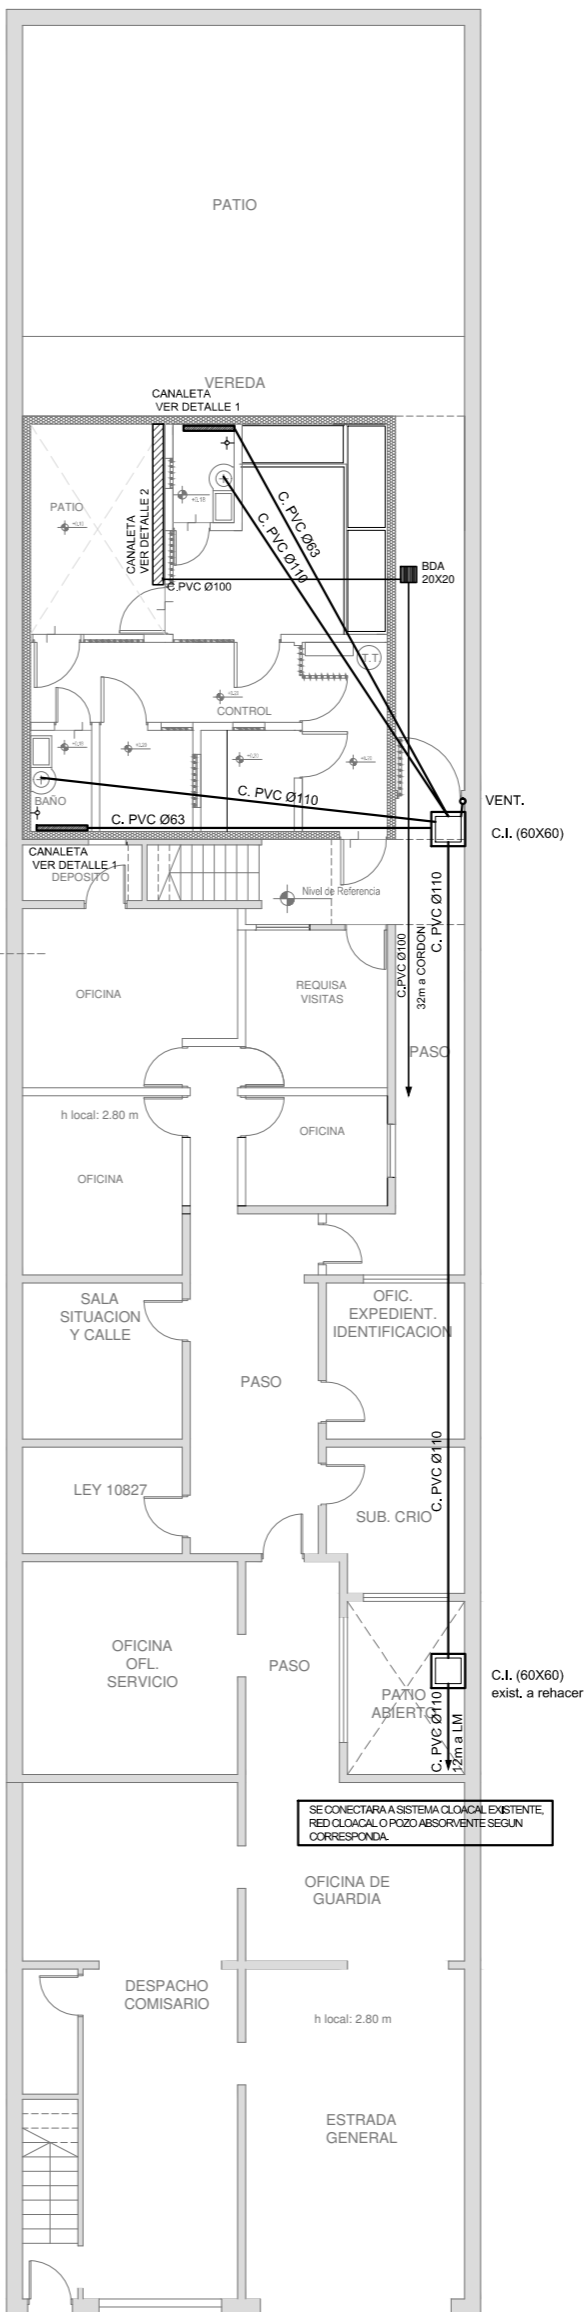 PATIO
VEREDA
CANALETA
VER DETALLE 1
PATIO
CANALETA
VER DETALLE 2
C. PVC Ø63
C. PVC Ø110
C.PVC Ø100
BDA
20X20
T.T.
CONTROL
BAÑO
C. PVC Ø110
C. PVC Ø63
VENT.
C.I. (60X60)
CANALETA
VER DETALLE 1
DEPOSITO
Nivel de Referencia
C. PVC Ø110
C.PVC Ø100
32m a CORDON
OFICINA
REQUISA
VISITAS
PASO
h local: 2.80 m
OFICINA
OFICINA
SALA
SITUACION
Y CALLE
OFIC.
EXPEDIENT.
IDENTIFICACION
PASO
C. PVC Ø110
LEY 10827
SUB. CRIO
OFICINA
OFL.
SERVICIO
PASO
PATIO
ABIERTO
C.I. (60X60)
exist. a rehacer
C. PVC Ø110
12m a LM
SE CONECTARA A SISTEMA CLOACAL EXISTENTE,
RED CLOACAL O POZO ABSORVENTE SEGUN
CORRESPONDA.
OFICINA DE
GUARDIA
DESPACHO
COMISARIO
h local: 2.80 m
ESTRADA
GENERAL